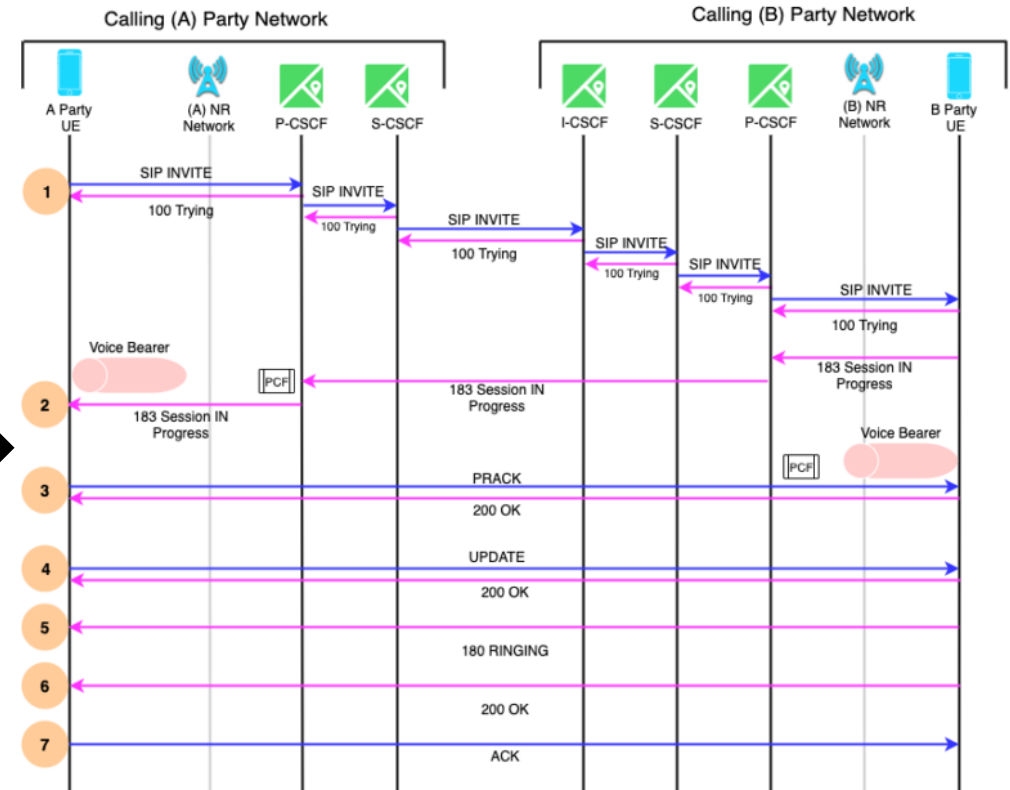 Calling (A) Party Network
Calling (B) Party Network
A Party
UE
(A) NR
Network
P-CSCF
S-CSCF
I-CSCF
S-CSCF
P-CSCF
(B) NR
Network
B Party
UE
1
SIP INVITE
100 Trying
SIP INVITE
100 Trying
SIP INVITE
100 Trying
SIP INVITE
100 Trying
SIP INVITE
100 Trying
SIP INVITE
100 Trying
183 Session IN
Progress
Voice Bearer
PCF
183 Session IN
Progress
2
183 Session IN
Progress
Voice Bearer
PCF
3
PRACK
200 OK
4
UPDATE
200 OK
5
180 RINGING
6
200 OK
7
ACK